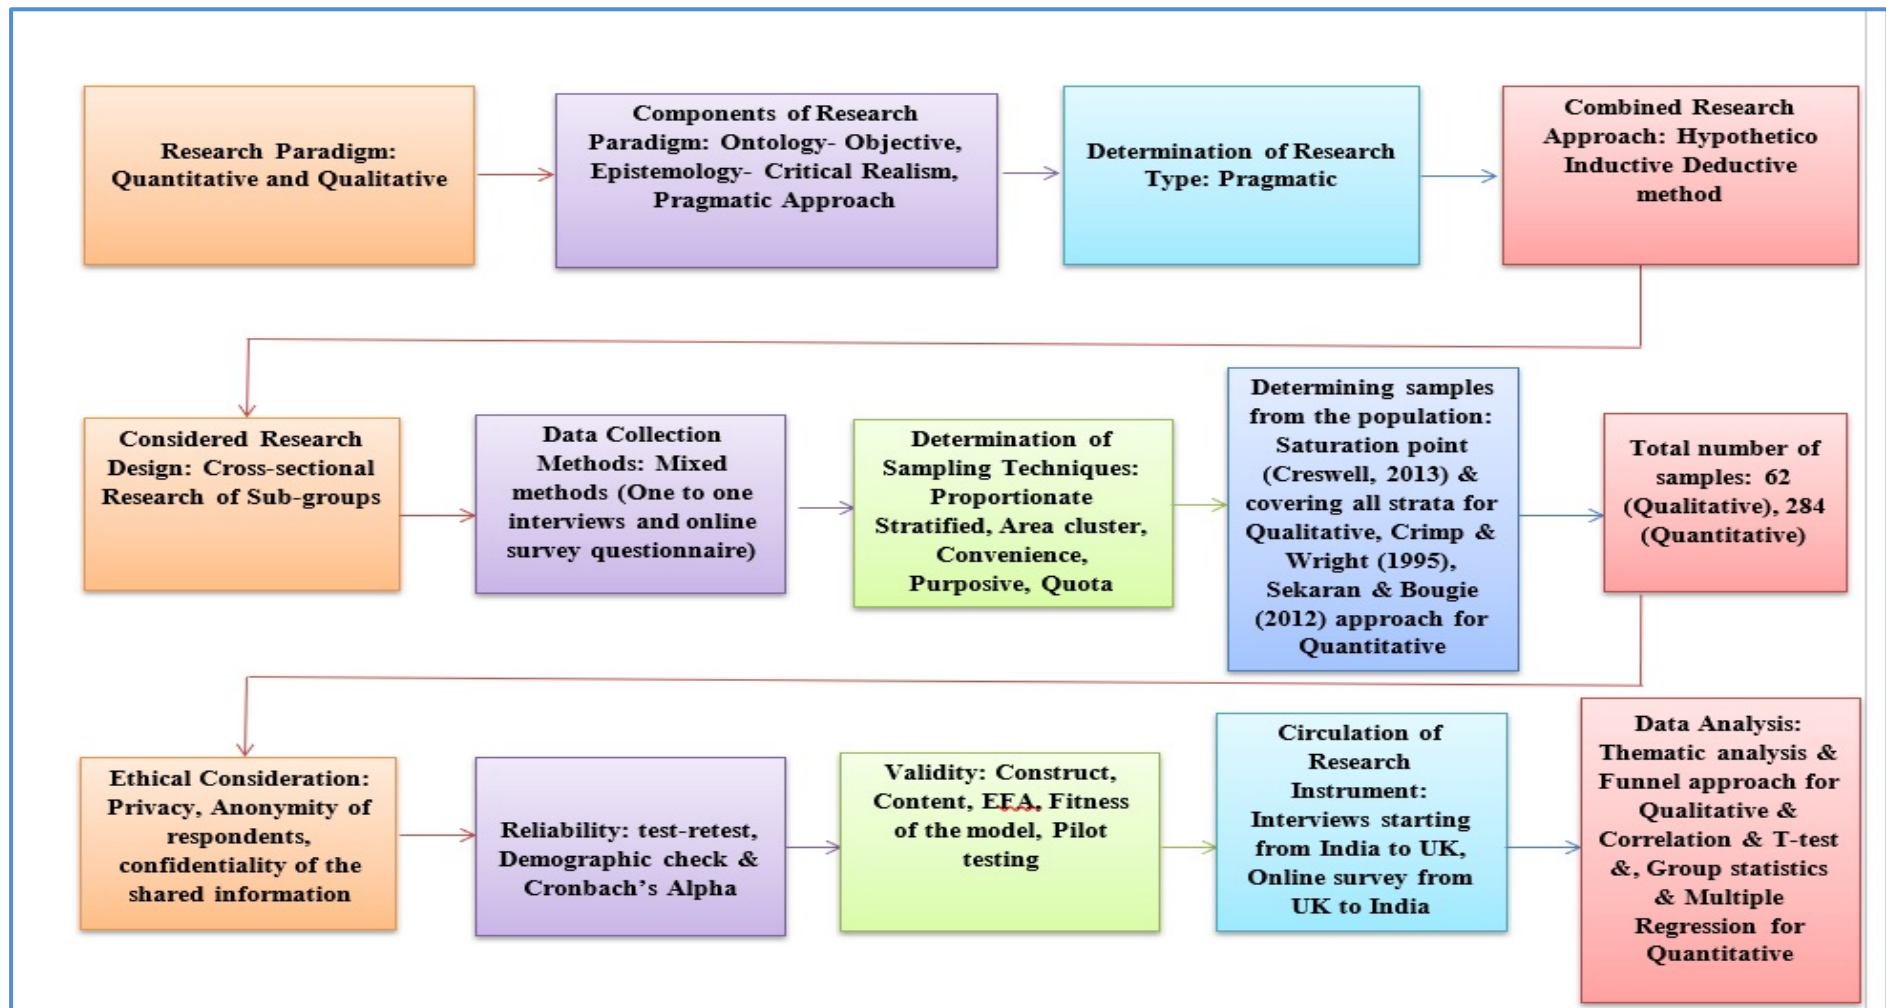 Research Paradigm:
Quantitative and Qualitative
Components of Research
Paradigm: Ontology- Objective,
Epistemology- Critical Realism,
Pragmatic Approach
Determination of Research
Type: Pragmatic
Combined Research
Approach: Hypothetico
Inductive Deductive
method
Considered Research
Design: Cross-sectional
Research of Sub-groups
Data Collection
Methods: Mixed
methods (One to one
interviews and online
survey questionnaire)
Determination of
Sampling Techniques:
Proportionate
Stratified, Area cluster,
Convenience,
Purposive, Quota
Determining samples
from the population:
Saturation point
(Creswell, 2013) &
covering all strata for
Qualitative, Crimp &
Wright (1995),
Sekaran & Bougie
(2012) approach for
Quantitative
Total number of
samples: 62
(Qualitative), 284
(Quantitative)
Ethical Consideration:
Privacy, Anonymity of
respondents,
confidentiality of the
shared information
Reliability: test-retest,
Demographic check &
Cronbach’s Alpha
Validity: Construct,
Content, EFA, Fitness
of the model, Pilot
testing
Circulation of
Research
Instrument:
Interviews starting
from India to UK,
Online survey from
UK to India
Data Analysis:
Thematic analysis &
Funnel approach for
Qualitative &
Correlation & T-test
&, Group statistics
& Multiple
Regression for
Quantitative